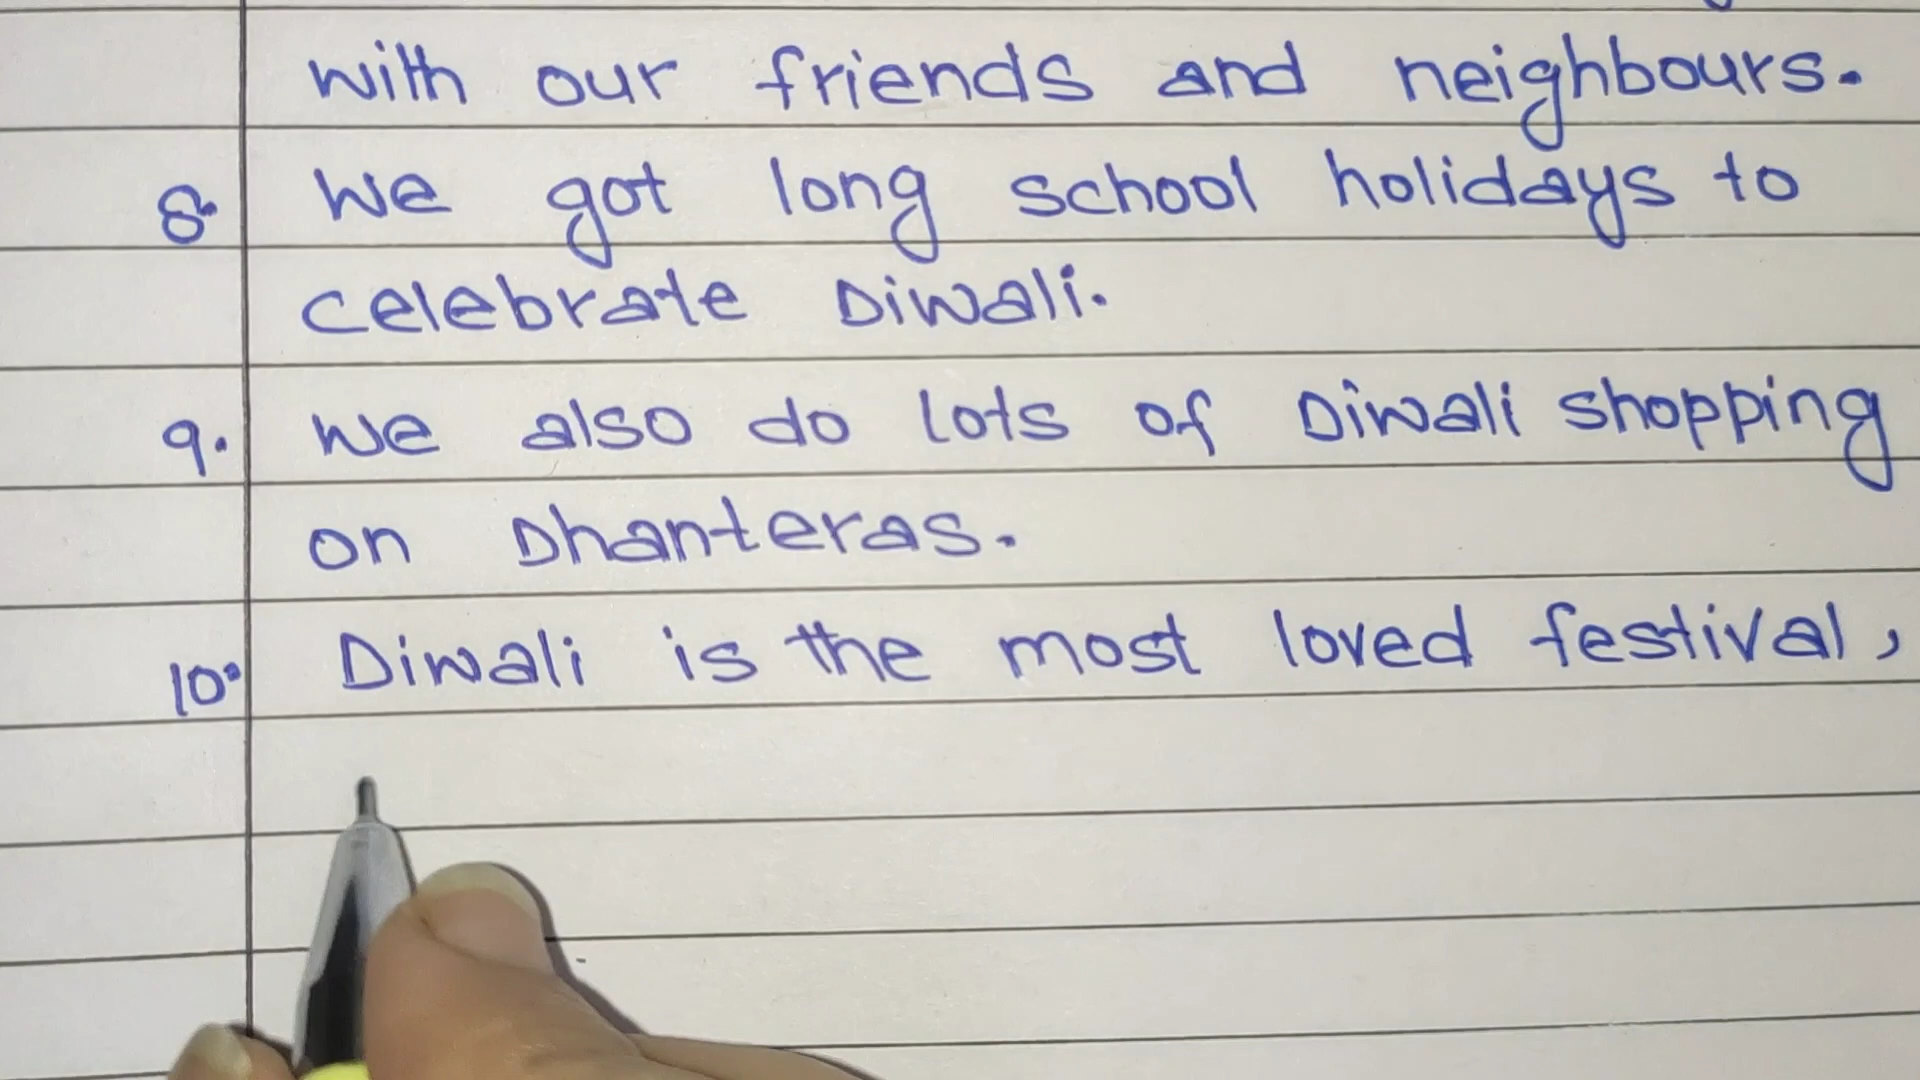 with our friends and neighbours.
8. We got long school holidays to
celebrate Diwali.
9. We also do lots of Diwali shopping
on Dhanteras.
10. Diwali is the most loved festival,